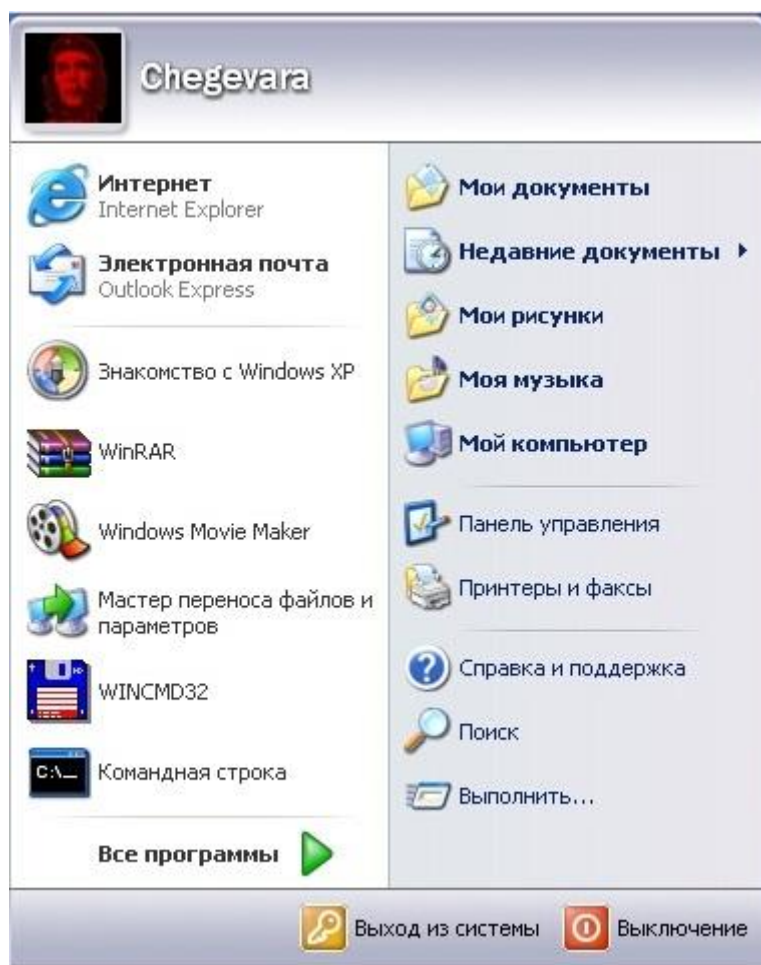 Chegevara
Интернет
Internet Explorer
Электронная почта
Outlook Express
Знакомство с Windows XP
WinRAR
Windows Movie Maker
Мастер переноса файлов и
параметров
WINCMD32
C:\_
Командная строка
Все программы
Мои документы
Недавние документы
Мои рисунки
Моя музыка
Мой компьютер
Панель управления
Принтеры и факсы
Справка и поддержка
Поиск
Выполнить...
Выход из системы
Выключение